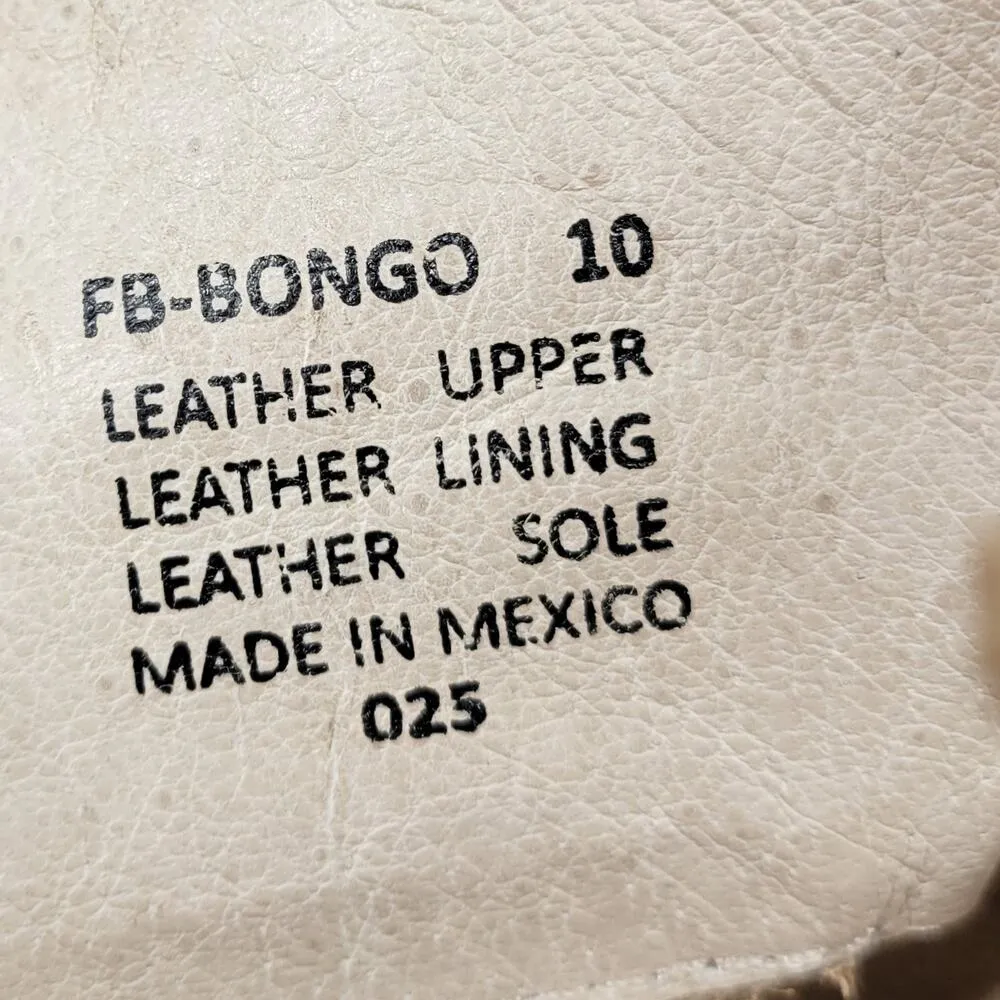 FB-BONGO 10
LEATHER UPPER
LEATHER LINING
LEATHER SOLE
MADE IN MEXICO
025